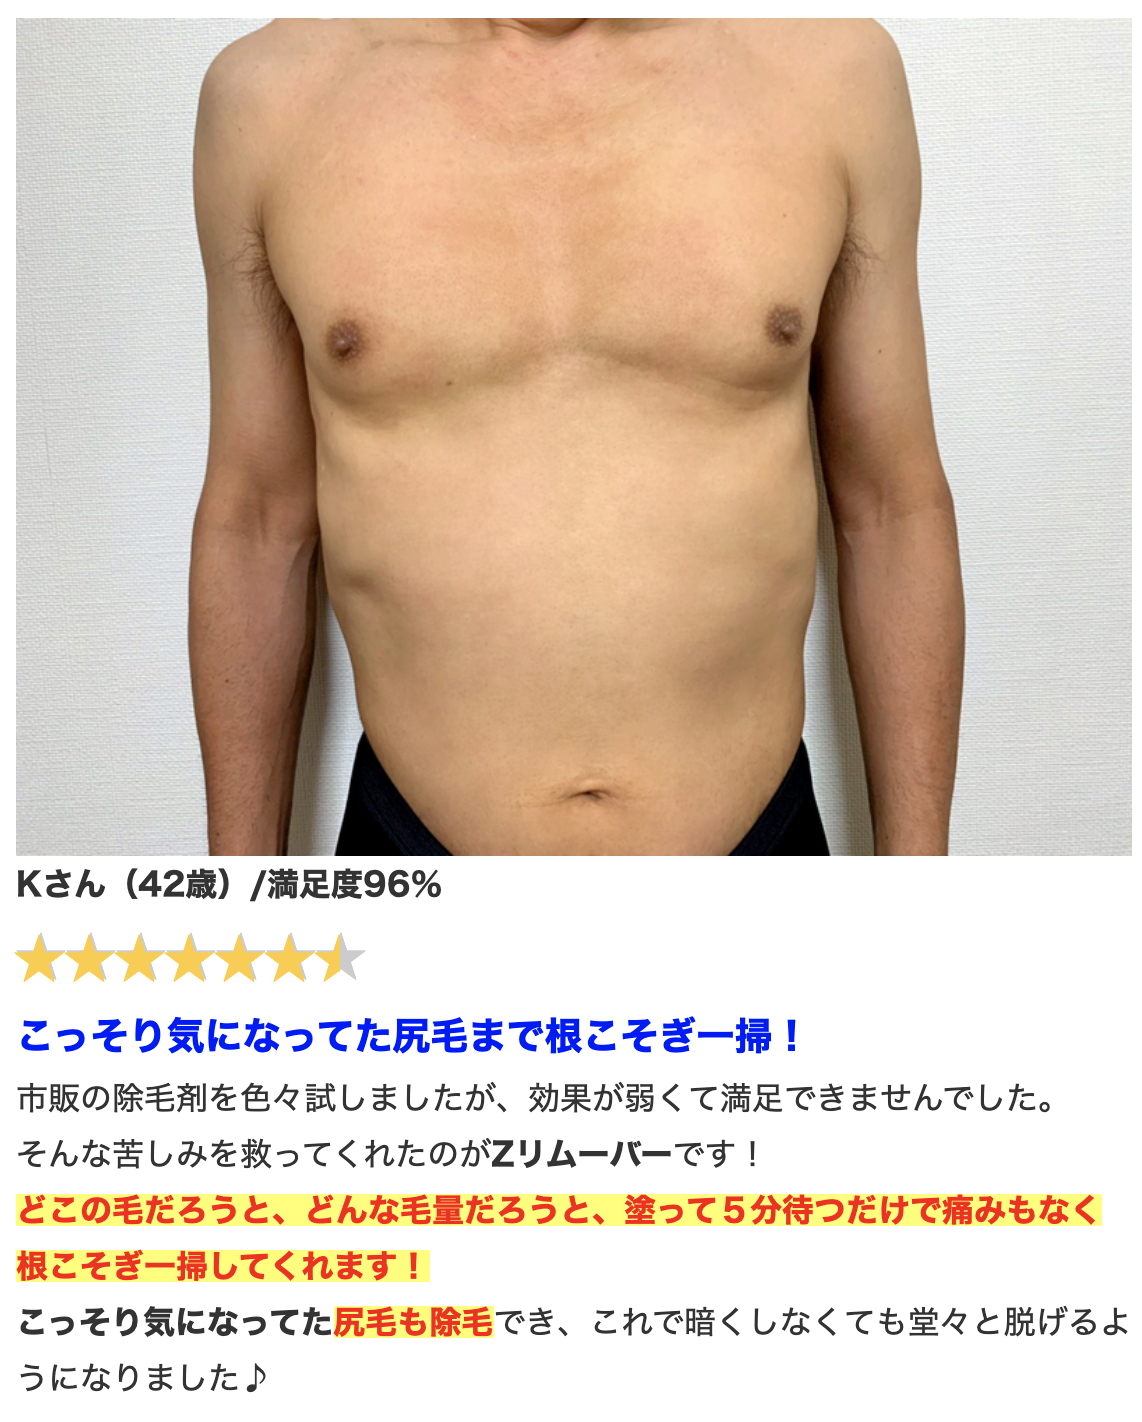 Kさん（42歳）/満足度96%
こっそり気になってた尻毛まで根こそぎ一掃！
市販の除毛剤を色々試しましたが、効果が弱くて満足できませんでした。
そんな苦しみを救ってくれたのがZリムーバーです！
どこの毛だろうと、どんな毛量だろうと、塗って５分待つだけで痛みもなく
根こそぎ一掃してくれます！
こっそり気になってた尻毛も除毛でき、これで暗くしなくても堂々と脱げるよ
うになりました♪